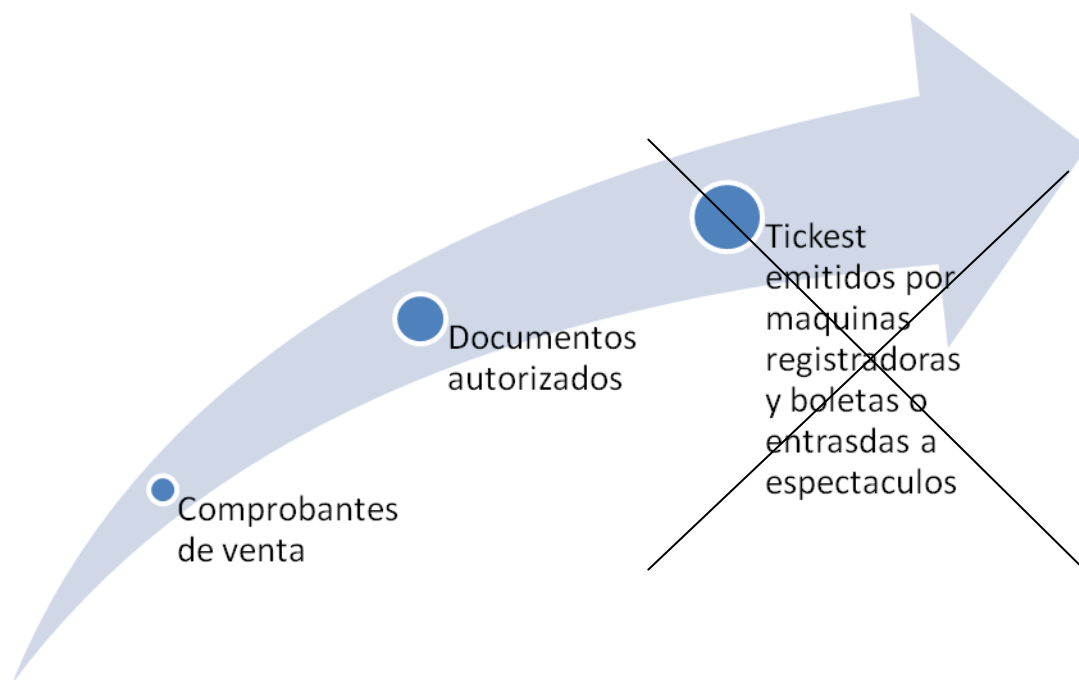 Comprobantes
de venta
Documentos
autorizados
Tickest
emitidos por
maquinas
registradoras
y boletas o
entrasdas a
espectaculos